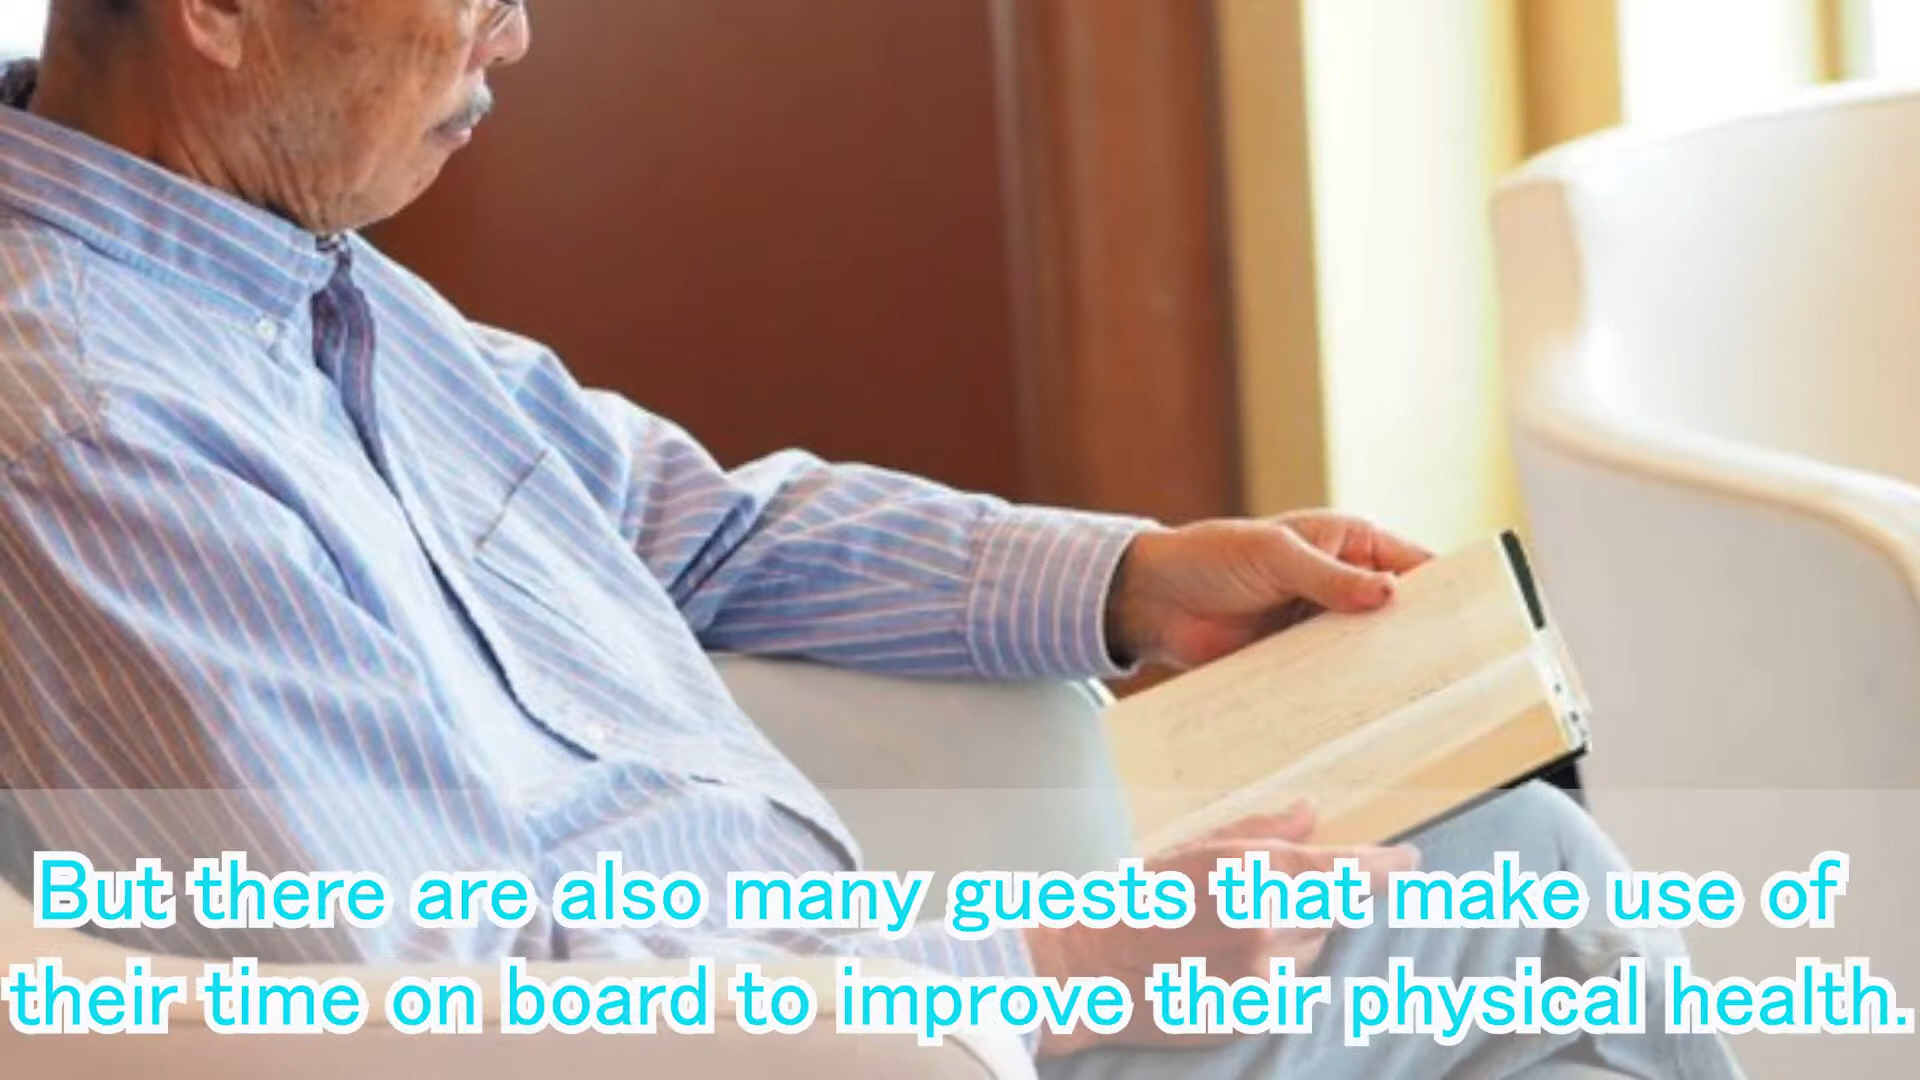 But there are also many guests that make use of
their time on board to improve their physical health.